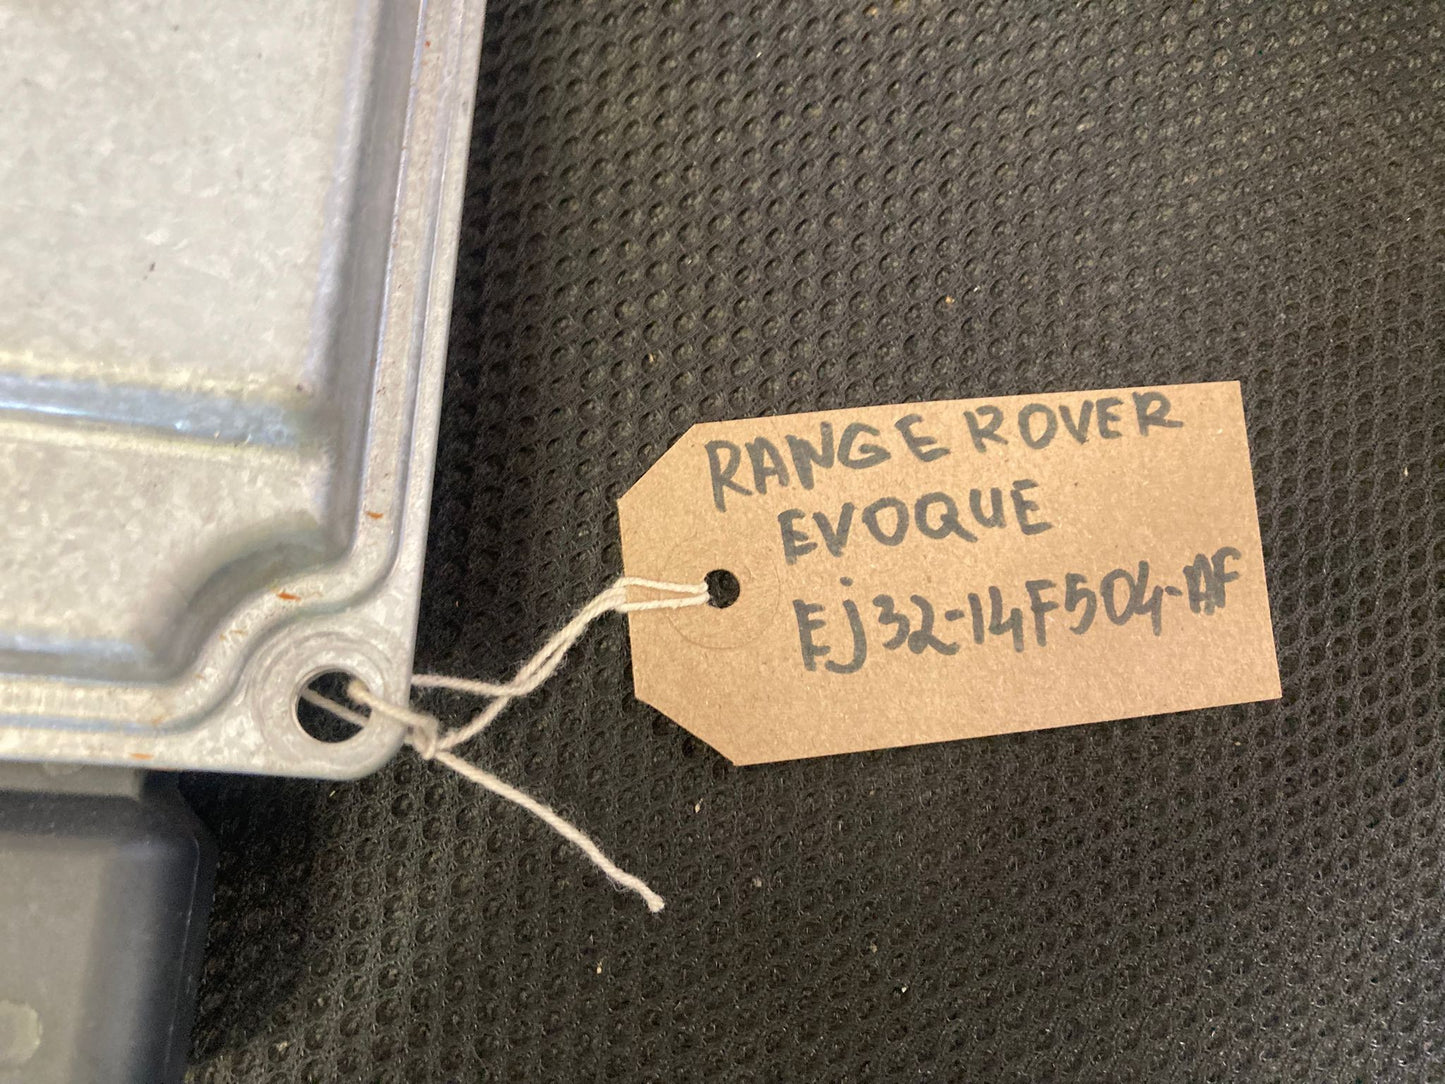 RANGE ROVER
EVOQUE
Ej32-14F504-AF